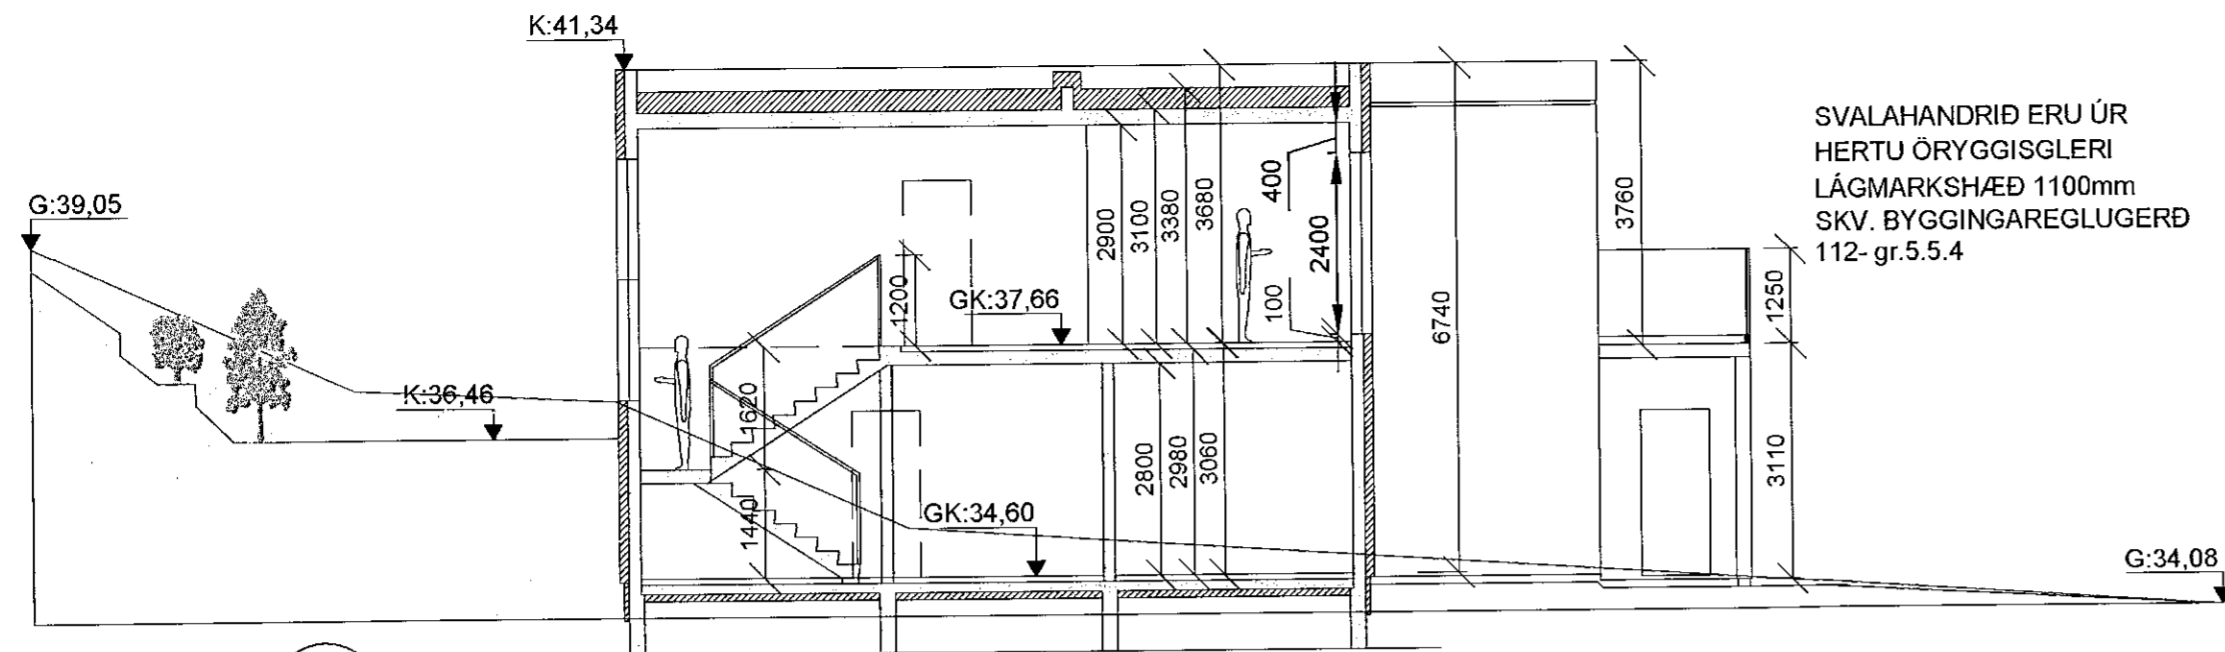 K:41,34
SVALAHANDRIÐ ERU ÚR
HERTU ÖRYGGISGLERI
LÁGMARKSHÆÐ 1100mm
SKV. BYGGINGAREGLUGERÐ
112- gr.5.5.4
G:39,05
2900
3100
3380
3680
400
2400
100
3760
1200
GK:37,66
6740
1250
K:36,46
1620
2800
2980
3060
3110
1440
GK:34,60
G:34,08